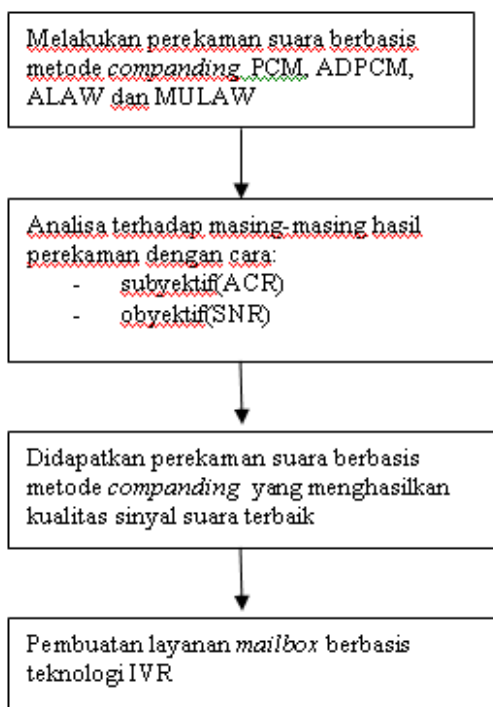 Melakukan perekaman suara berbasis
metode companding PCM, ADPCM,
ALAW dan MULAW
Analisa terhadap masing-masing hasil
perekaman dengan cara:
- subyektif(ACR)
- obyektif(SNR)
Didapatkan perekaman suara berbasis
metode companding yang menghasilkan
kualitas sinyal suara terbaik
Pembuatan layanan mailbox berbasis
teknologi IVR